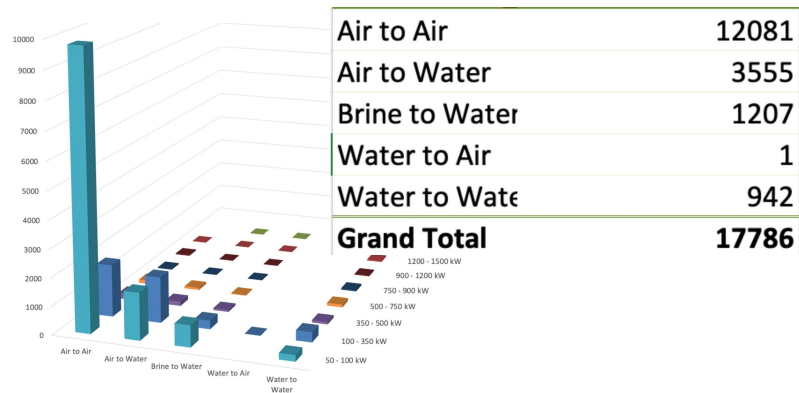 10000
9000
8000
7000
6000
5000
4000
3000
2000
1000
0
Air to Air
Air to Water
Brine to Water
Water to Air
Water to
Water
1200 - 1500 kW
900 - 1200 kW
750 - 900 kW
500 - 750 kW
350 - 500 kW
100 - 350 kW
50 - 100 kW
Air to Air 12081
Air to Water 3555
Brine to Water 1207
Water to Air 1
Water to Wate 942
Grand Total 17786